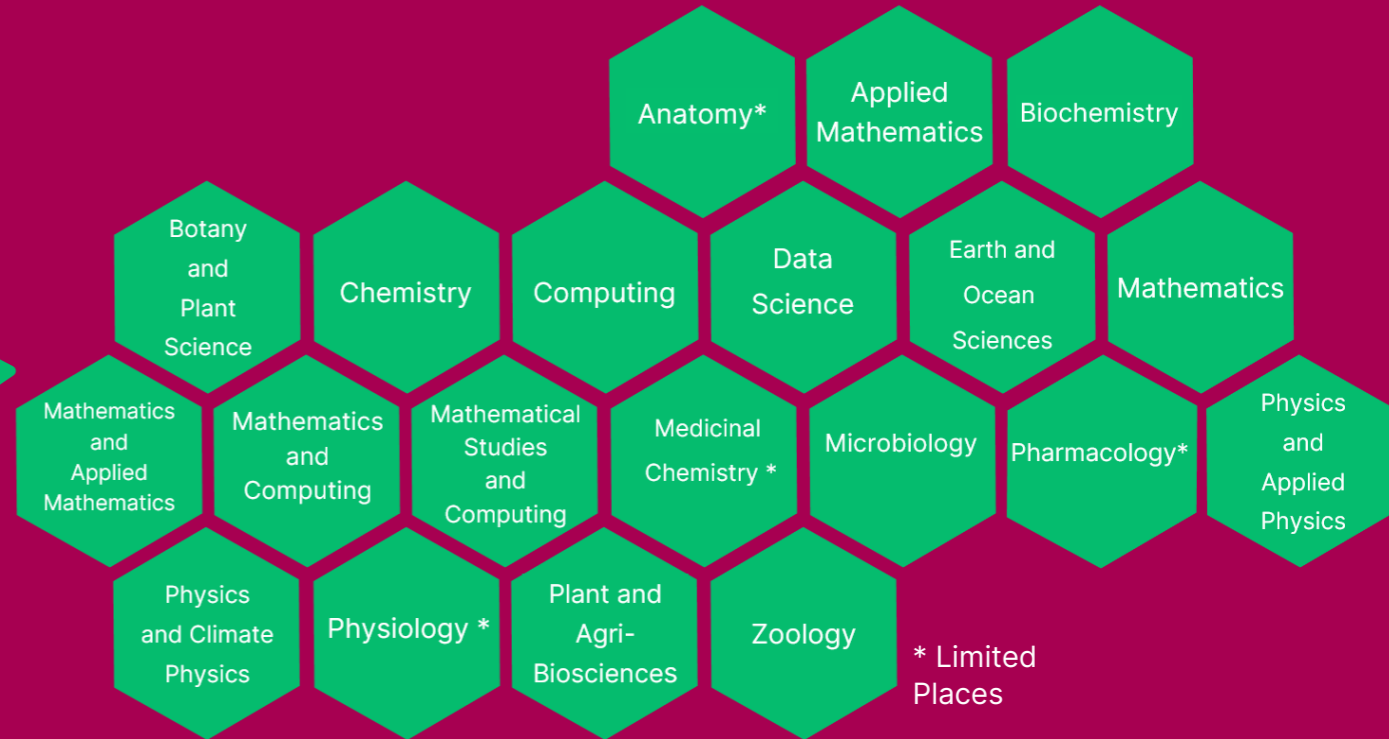 Anatomy*
Applied
Mathematics
Biochemistry
Botany
and
Plant
Science
Chemistry
Computing
Data
Science
Earth and
Ocean
Sciences
Mathematics
Mathematics
and
Applied
Mathematics
Mathematics
and
Computing
Mathematical
Studies
and
Computing
Medicinal
Chemistry *
Microbiology
Pharmacology*
Physics
and
Applied
Physics
Physics
and Climate
Physics
Physiology *
Plant and
Agri-
Biosciences
Zoology
* Limited
Places